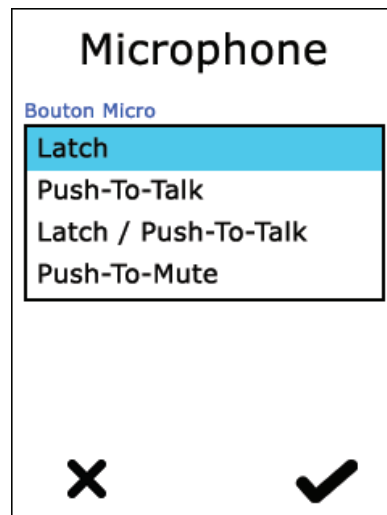 Microphone
Bouton Micro
Latch
Push-To-Talk
Latch / Push-To-Talk
Push-To-Mute